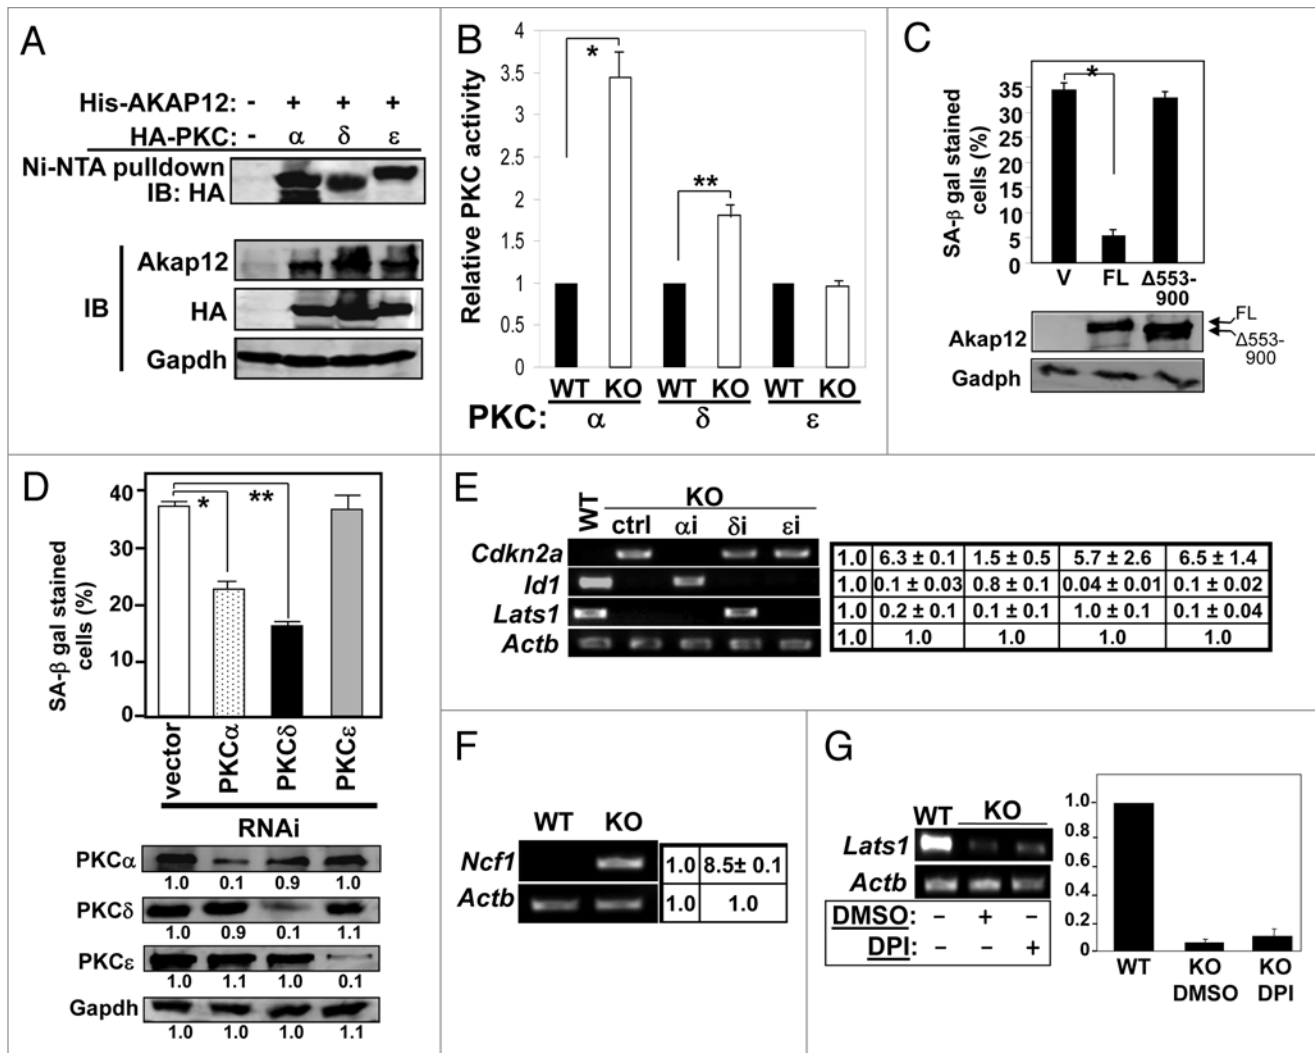 A
His-AKAP12: - + + +
HA-PKC: - α δ ε
Ni-NTA pulldown
IB: HA
IB
Akap12
HA
Gapdh
B
Relative PKC activity
4
3.5
3
2.5
2
1.5
1
0.5
0
*
**
WT KO WT KO WT KO
PKC: α δ ε
C
SA-β gal stained
cells (%)
35
30
25
20
15
10
5
0
*
V FL Δ553-
900
Akap12
FL
Δ553-
900
Gadph
D
SA-β gal stained
cells (%)
40
30
20
10
0
* **
vector PKCα PKCδ PKCε
RNAi
PKCα
1.0 0.1 0.9 1.0
PKCδ
1.0 0.9 0.1 1.1
PKCε
1.0 1.1 1.0 0.1
Gapdh
1.0 1.0 1.0 1.1
E
WT KO
ctrl αi δi εi
Cdkn2a 1.0 6.3 ± 0.1 1.5 ± 0.5 5.7 ± 2.6 6.5 ± 1.4
Id1 1.0 0.1 ± 0.03 0.8 ± 0.1 0.04 ± 0.01 0.1 ± 0.02
Lats1 1.0 0.2 ± 0.1 0.1 ± 0.1 1.0 ± 0.1 0.1 ± 0.04
Actb 1.0 1.0 1.0 1.0 1.0
F
WT KO
Ncf1 1.0 8.5± 0.1
Actb 1.0 1.0
G
WT KO
Lats1
Actb
DMSO: – + –
DPI: – – +
1.0
0.8
0.6
0.4
0.2
0
WT KO KO
DMSO DPI